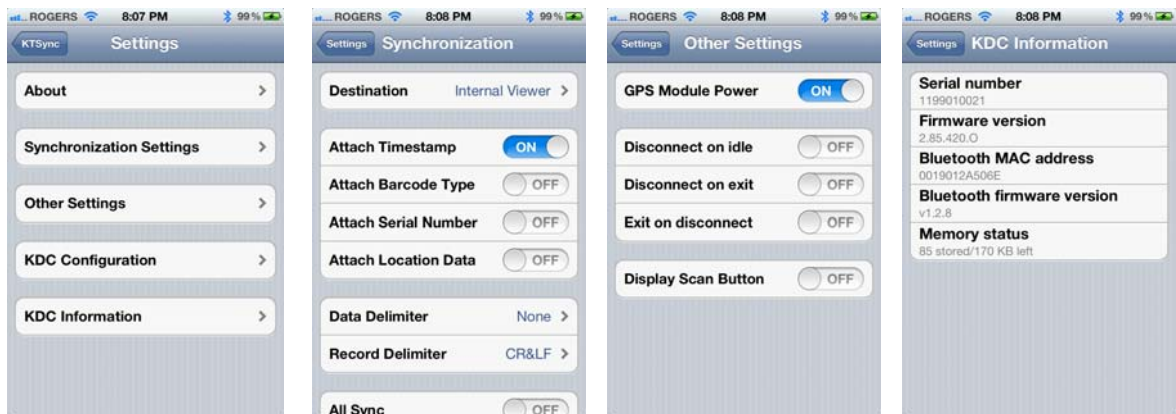 ROGERS 8:07 PM 99%
KTSync Settings
About
Synchronization Settings
Other Settings
KDC Configuration
KDC Information
ROGERS 8:08 PM 99%
Settings Synchronization
Destination Internal Viewer
Attach Timestamp ON
Attach Barcode Type OFF
Attach Serial Number OFF
Attach Location Data OFF
Data Delimiter None
Record Delimiter CR&LF
All Sync OFF
ROGERS 8:08 PM 99%
Settings Other Settings
GPS Module Power ON
Disconnect on idle OFF
Disconnect on exit OFF
Exit on disconnect OFF
Display Scan Button OFF
ROGERS 8:08 PM 99%
Settings KDC Information
Serial number
1199010021
Firmware version
2.85.420.O
Bluetooth MAC address
0019012A506E
Bluetooth firmware version
v1.2.8
Memory status
85 stored/170 KB left